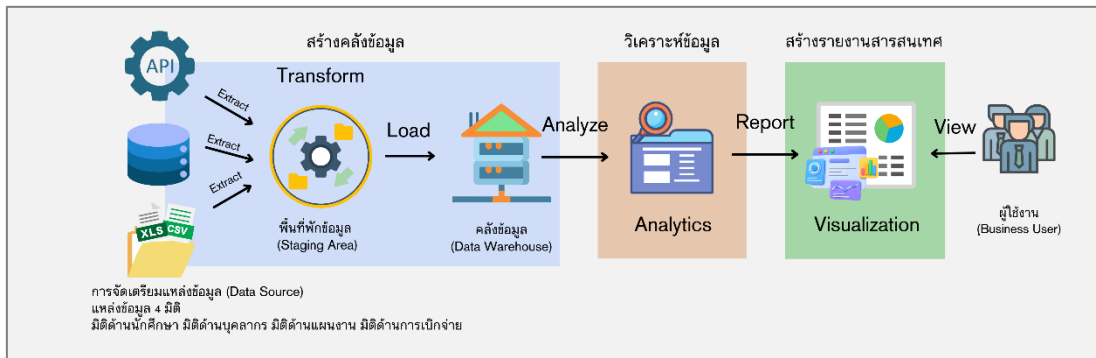 สร้างคลังข้อมูล
วิเคราะห์ข้อมูล
สร้างรายงานสารสนเทศ
API
Transform
Extract
Extract
Extract
Load
Analyze
Report
View
XLS
CSV
พื้นที่พักข้อมูล
(Staging Area)
คลังข้อมูล
(Data Warehouse)
Analytics
Visualization
ผู้ใช้งาน
(Business User)
การจัดเตรียมแหล่งข้อมูล (Data Source)
แหล่งข้อมูล 4 มิติ
มิติด้านนักศึกษา มิติด้านบุคลากร มิติด้านแผนงาน มิติด้านการเบิกจ่าย